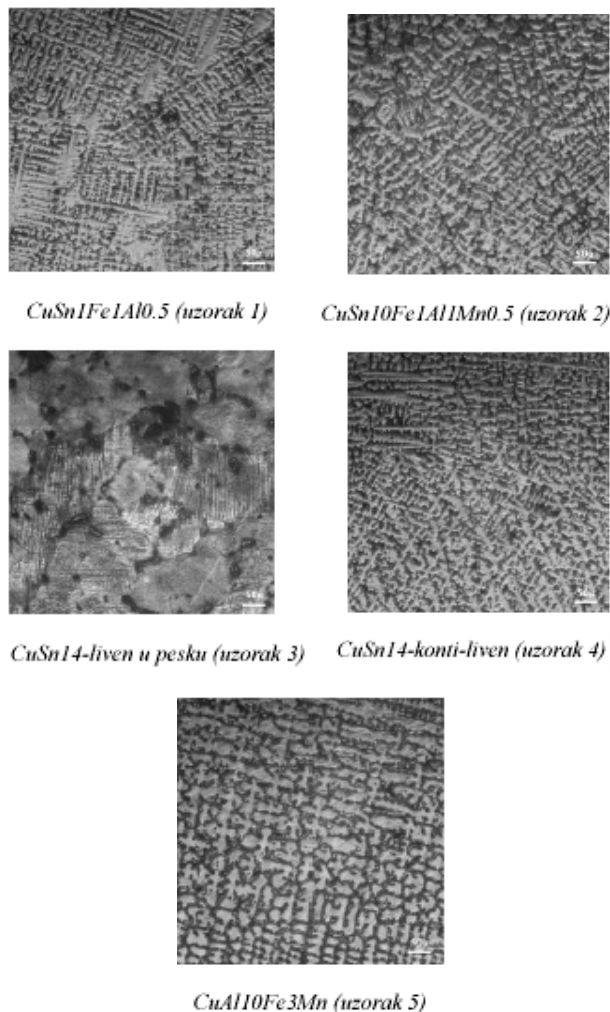 CuSn1Fe1Al0.5 (uzorak 1)
CuSn10Fe1Al1Mn0.5 (uzorak 2)
CuSn14-liven u pesku (uzorak 3)
CuSn14-konti-liven (uzorak 4)
CuAl10Fe3Mn (uzorak 5)